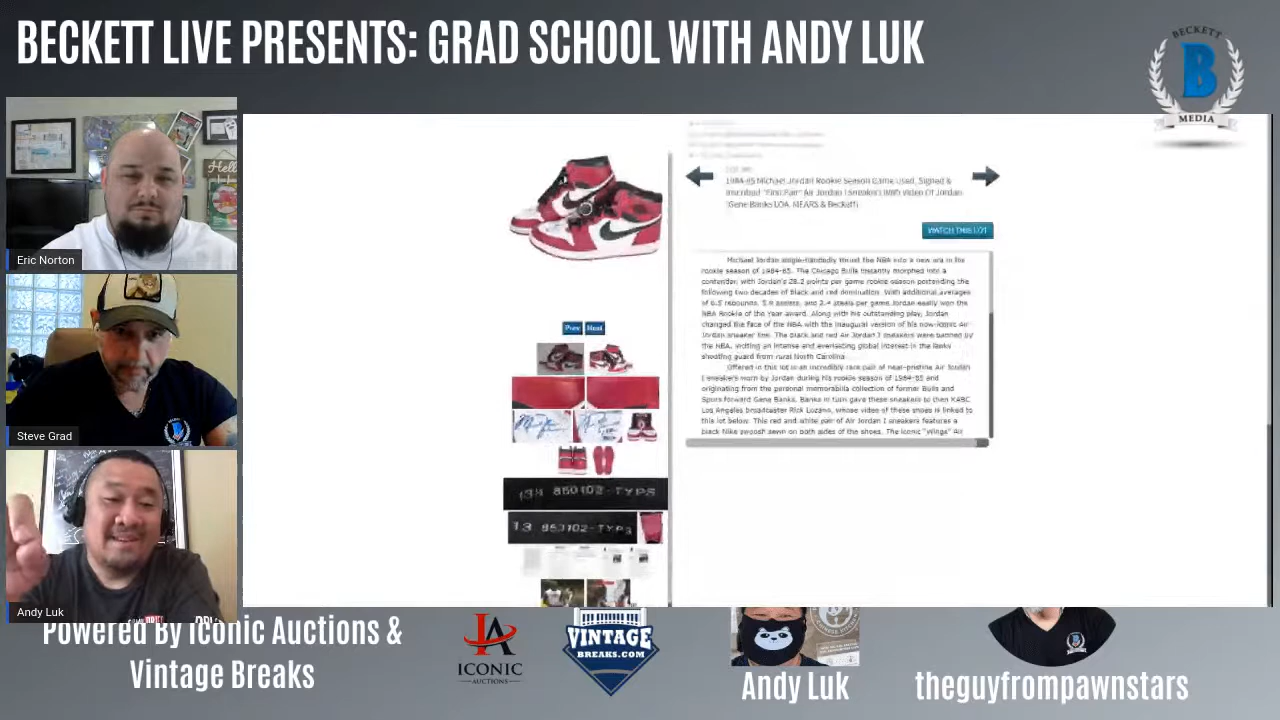 BECKETT LIVE PRESENTS: GRAD SCHOOL WITH ANDY LUK
BECKETT
B
MEDIA
Eric Norton
Steve Grad
Andy Luk
1984-85 Michael Jordan Rookie Season Game Used, Signed &
Inscribed "First Pair" Air Jordan I Sneakers (With Video Of Jordan
Gene Banks LOA, MEARS & Beckett)
WATCH THIS LOT
Michael Jordan single-handedly thrust the NBA into a new era in his
rookie season of 1984-85. The Chicago Bulls instantly morphed into a
contender, with Jordan's 28.2 points per game rookie season portending the
following two decades of black and red domination. With additional averages
of 6.5 rebounds, 5.9 assists, and 2.4 steals per game, Jordan easily won the
NBA Rookie of the Year award. Along with his outstanding play, Jordan
changed the face of the NBA with the inaugural version of his now-iconic Air
Jordan sneaker line. The black and red Air Jordan I sneakers were banned by
the NBA, inciting an intense and everlasting global interest in the lanky
shooting guard from rural North Carolina.
Offered in this lot is an incredibly rare pair of near-pristine Air Jordan
I sneakers worn by Jordan during his rookie season of 1984-85 and
originating from the personal memorabilia collection of former Bulls and
Spurs forward Gene Banks. Banks in turn gave these sneakers to then KABC
Los Angeles broadcaster Rick Lozano, whose video of these shoes is linked to
this lot below. This red and white pair of Air Jordan I sneakers features a
black Nike swoosh sewn on both sides of the shoes. The iconic "Wings" Air
Prev Next
13½ 850102-TYPS
13 850102-TYPS
Powered By Iconic Auctions &
Vintage Breaks
IA
ICONIC
AUCTIONS
VINTAGE
BREAKS.COM
Andy Luk
theguyfrompawnstars